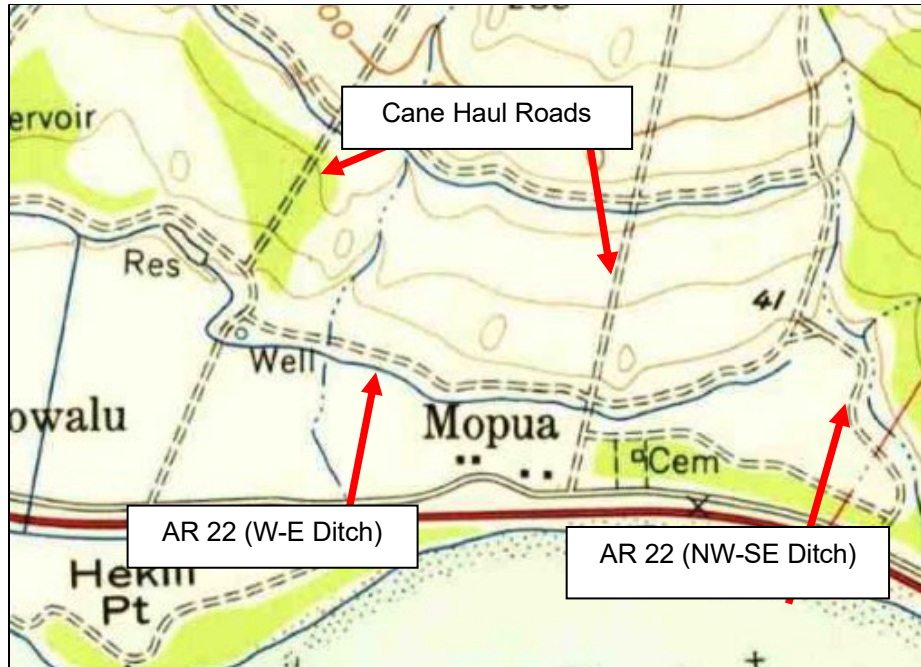 ervoir
Cane Haul Roads
Res
41
Well
owalu
Mopua
Cem
AR 22 (W-E Ditch)
AR 22 (NW-SE Ditch)
Pt